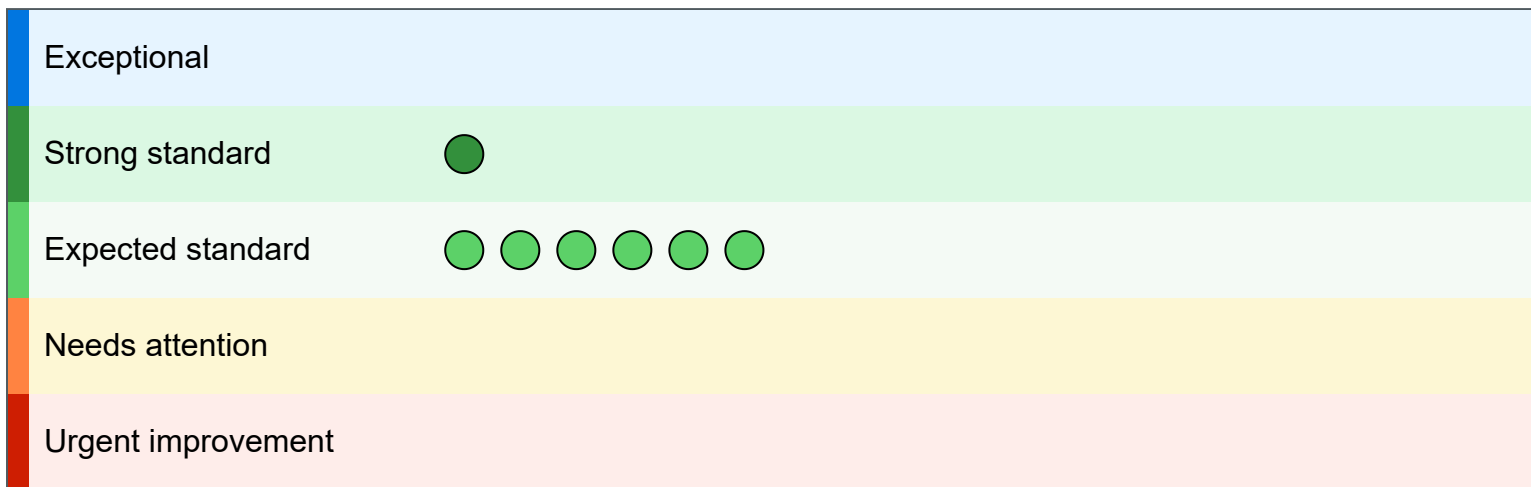 Exceptional
Strong standard
Expected standard
Needs attention
Urgent improvement